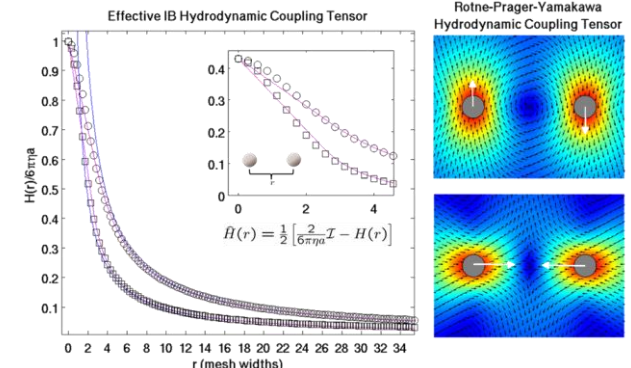 Effective IB Hydrodynamic Coupling Tensor
Rotne-Prager-Yamakawa
Hydrodynamic Coupling Tensor
H(r)/6πηa
1
0.9
0.8
0.7
0.6
0.5
0.4
0.3
0.2
0.1
0.4
0.3
0.2
0.1
0
0 2 4
r
H̄(r) = 1/2 [ 2/6πηa I − H(r) ]
0 2 4 6 8 10 12 14 16 18 20 22 24 26 28 30 32 34
r (mesh widths)